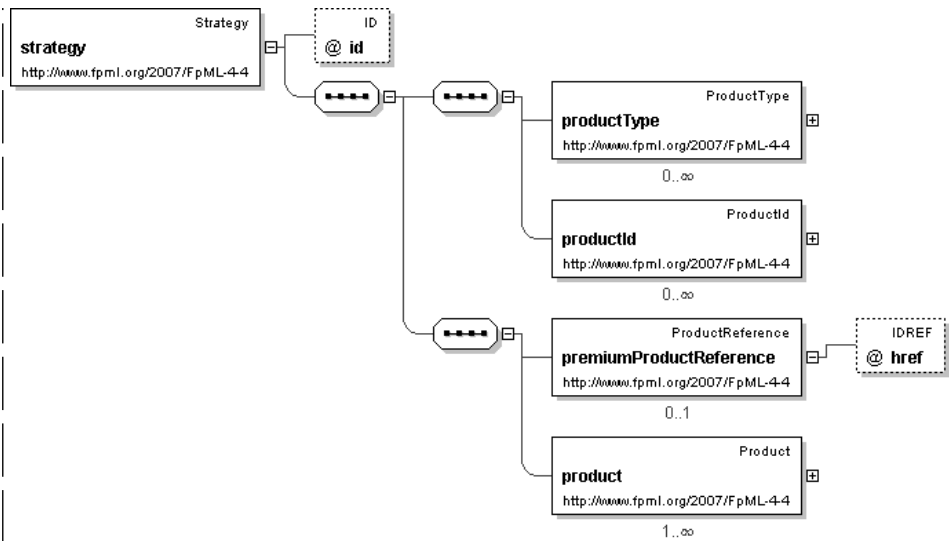 Strategy
strategy
http://www.fpml.org/2007/FpML-4-4
ID
@ id
ProductType
productType
http://www.fpml.org/2007/FpML-4-4
0..∞
ProductId
productId
http://www.fpml.org/2007/FpML-4-4
0..∞
ProductReference
premiumProductReference
http://www.fpml.org/2007/FpML-4-4
0..1
IDREF
@ href
Product
product
http://www.fpml.org/2007/FpML-4-4
1..∞